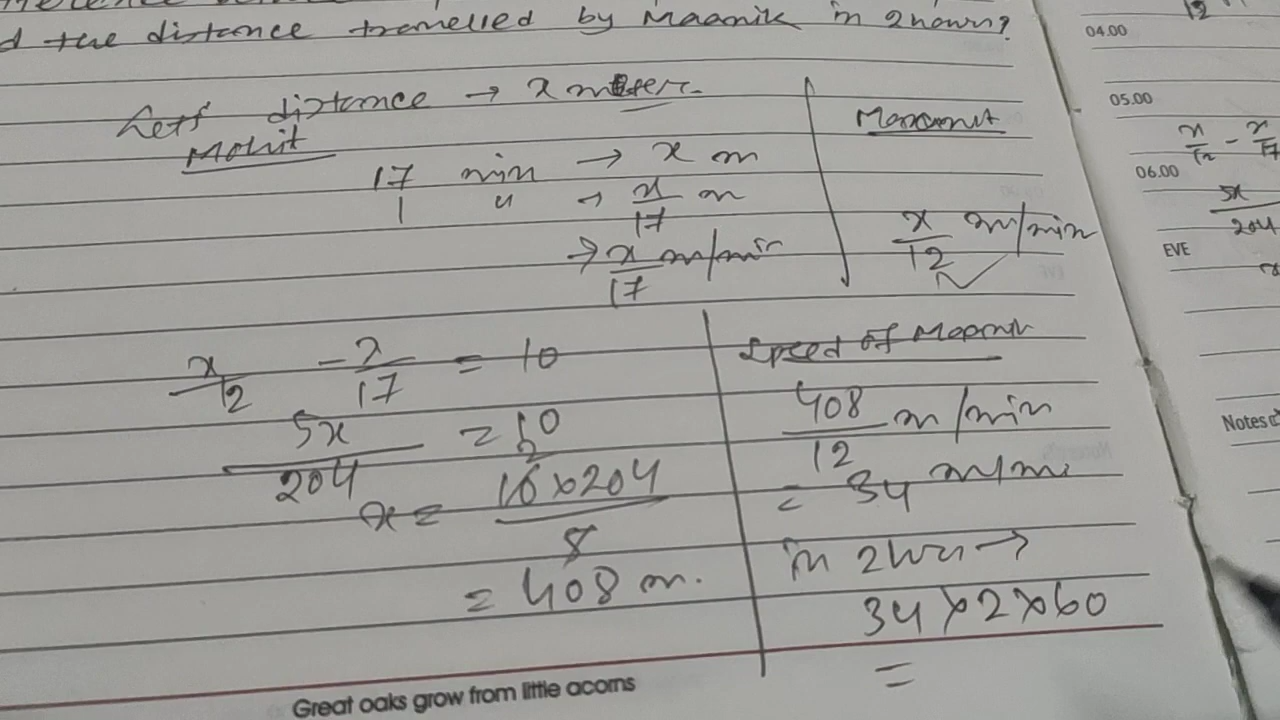 d the distance tramelled by Maanik in 2 hours?
Let's distance → x meter.
Mohit
17 min → x m
1 " → x/17 m
→ x/17 m/min
x/12 m/min
x/12 - x/17 = 10
5x/204 = 10
x = 10×204/5
= 408 m.
Speed of Maanik
408/12 m/min
= 34 m/mi
in 2 hrs →
34×2×60
=
Great oaks grow from little acorns
12
04.00
05.00
x/12 - x/17
06.00
5x/204
EVE
Notes